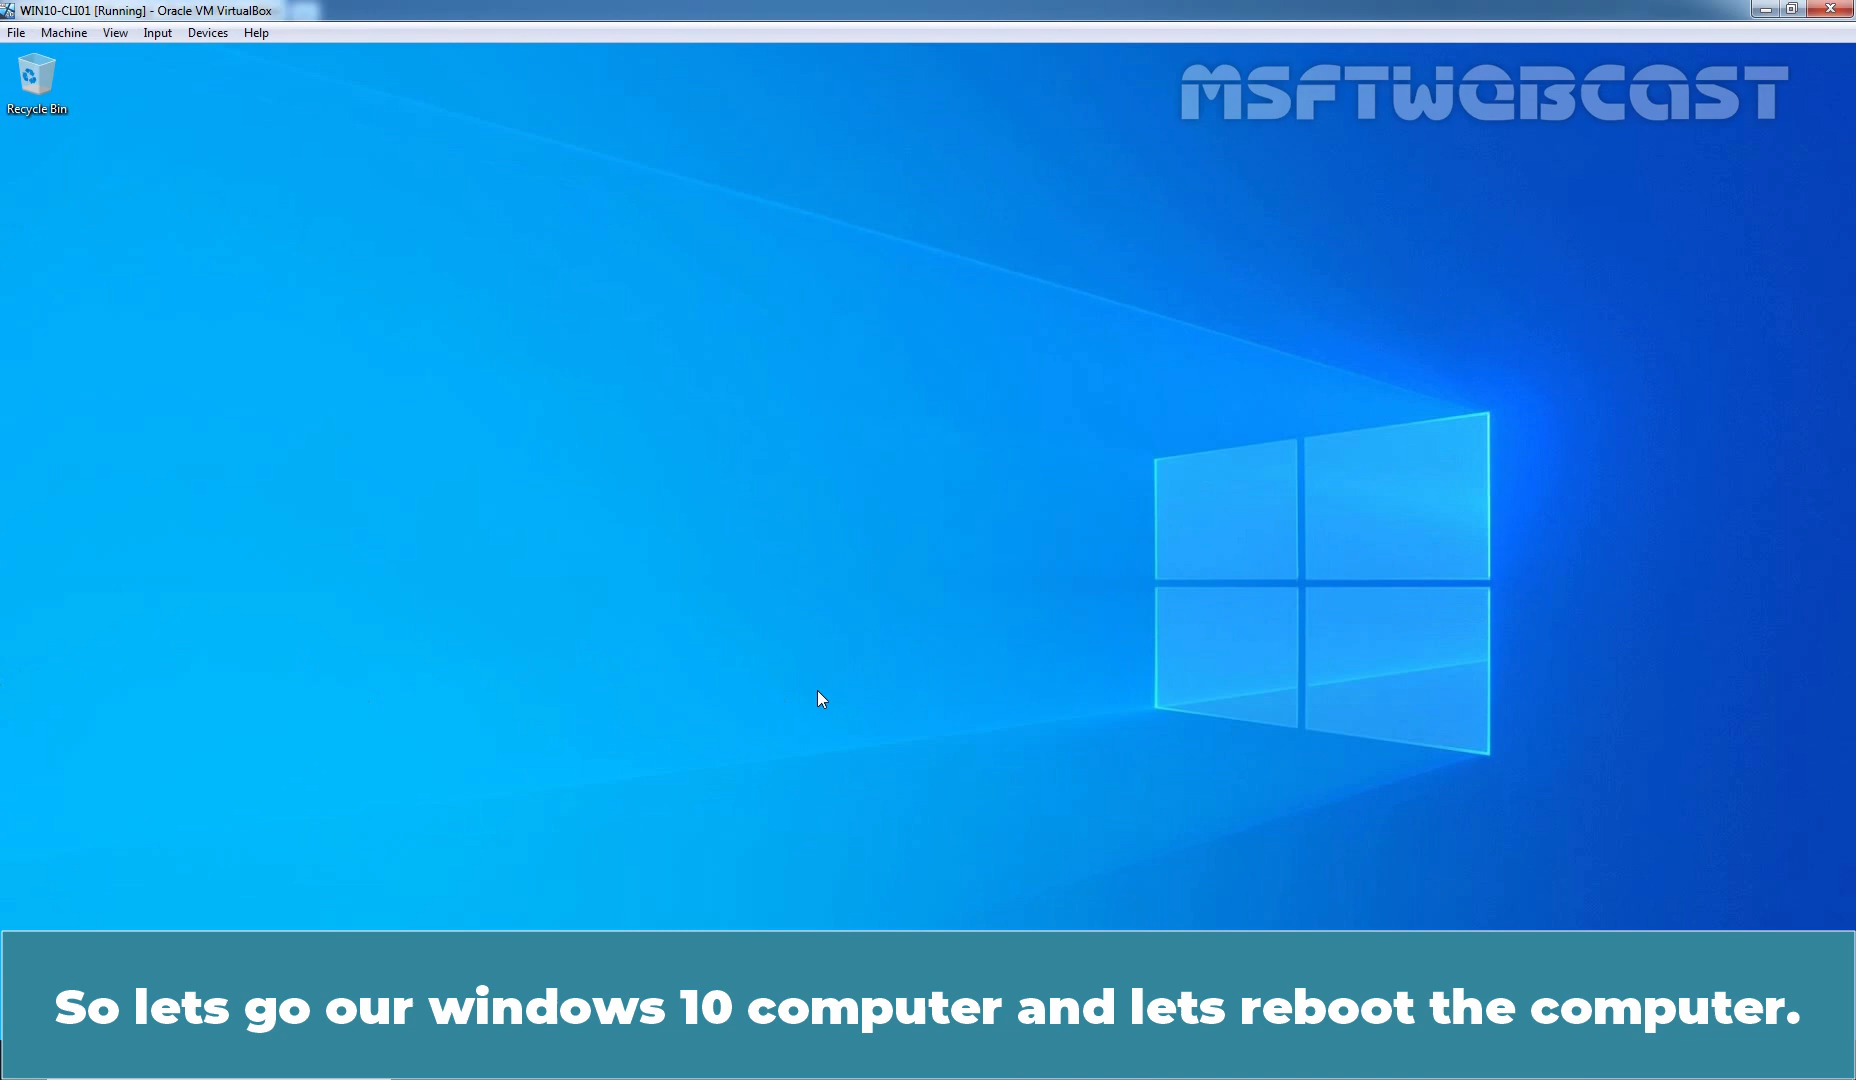 WIN10-CLI01 [Running] - Oracle VM VirtualBox
File Machine View Input Devices Help
Recycle Bin
MSFTWEBCAST
So lets go our windows 10 computer and lets reboot the computer.